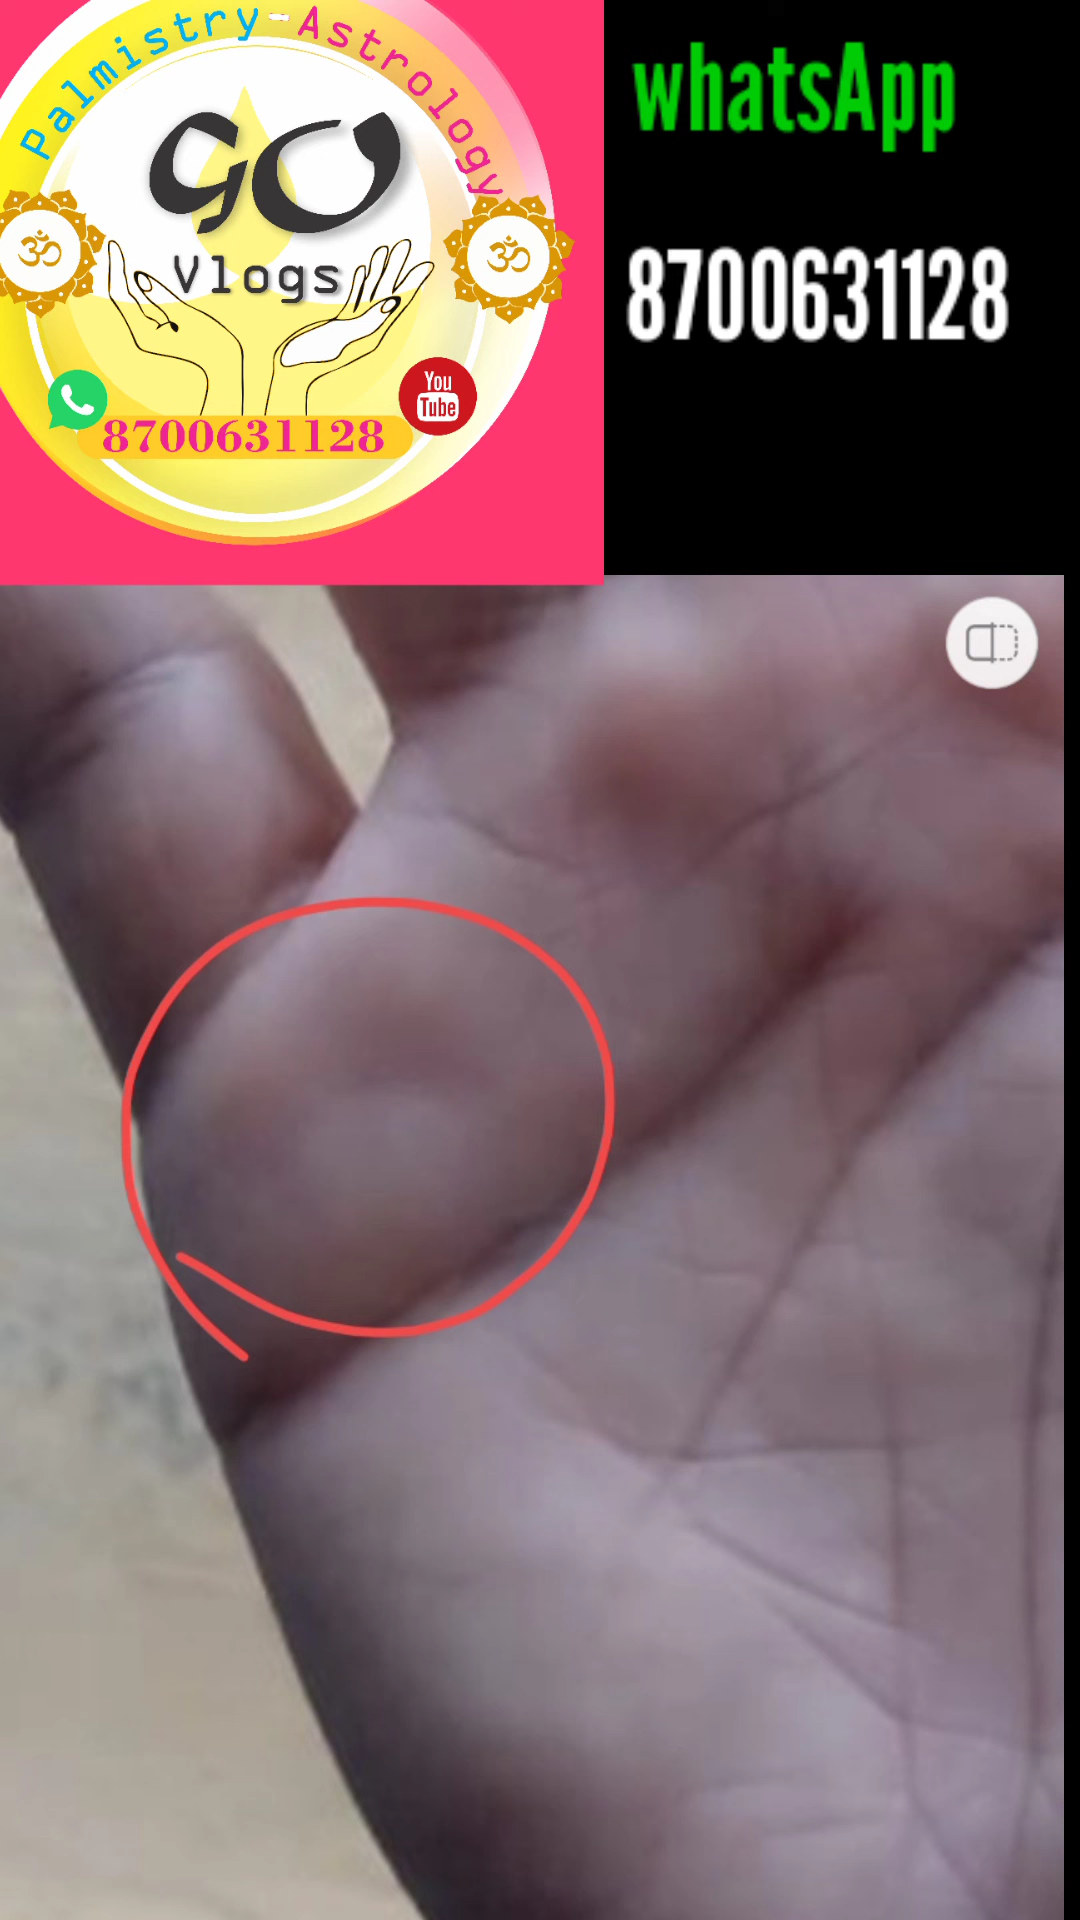 Palmistry-Astrology
GO
Vlogs
ॐ
ॐ
You
Tube
8700631128
whatsApp
8700631128